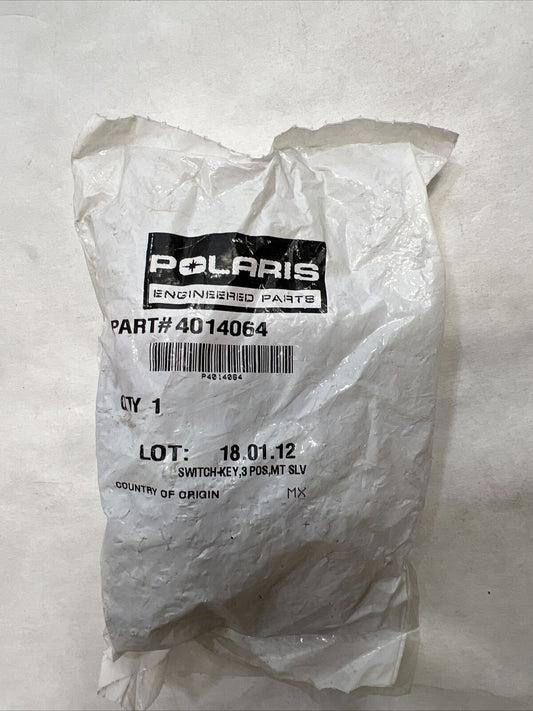 POLARIS
ENGINEERED PARTS
PART# 4014064
P4014064
QTY 1
LOT: 18.01.12
SWITCH-KEY,3 POS,MT SLV
COUNTRY OF ORIGIN MX